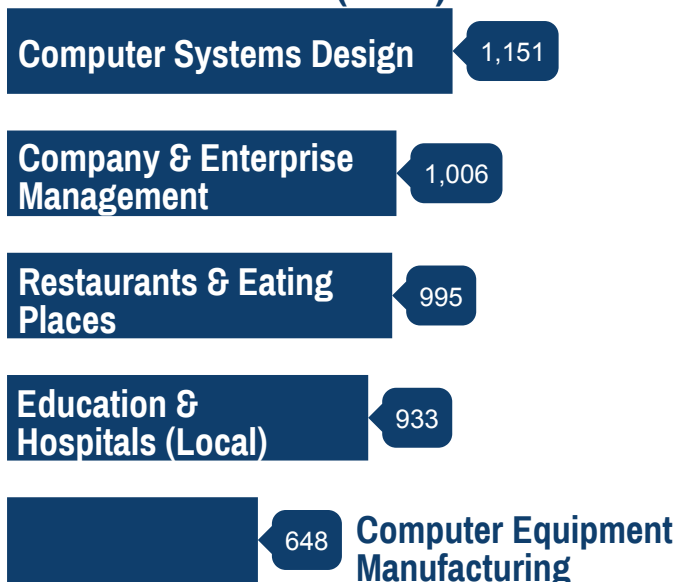 Computer Systems Design
1,151
Company & Enterprise
Management
1,006
Restaurants & Eating
Places
995
Education &
Hospitals (Local)
933
648
Computer Equipment
Manufacturing